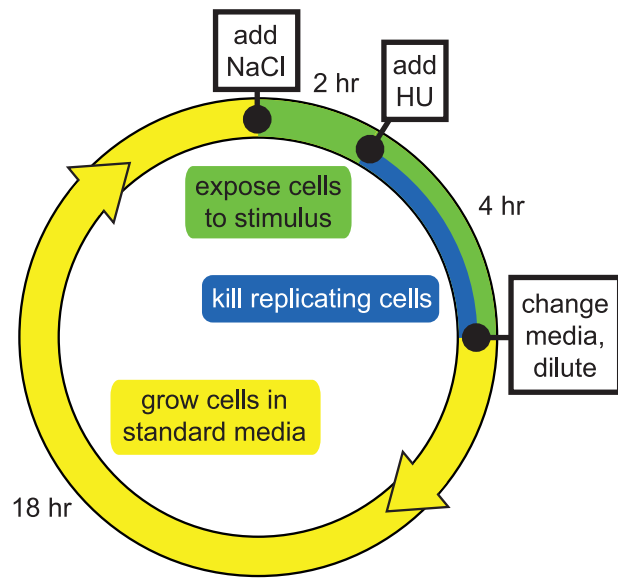 add
NaCl
2 hr
add
HU
expose cells
to stimulus
4 hr
kill replicating cells
change
media,
dilute
grow cells in
standard media
18 hr